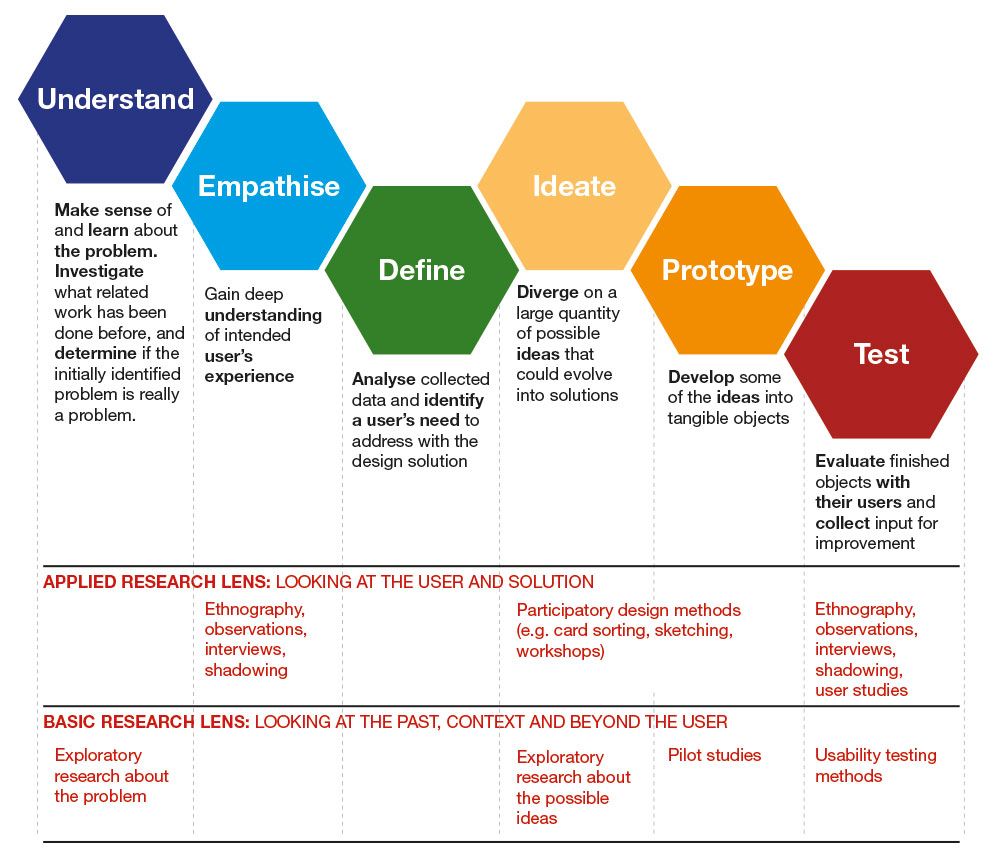 Understand
Make sense of
and learn about
the problem.
Investigate
what related
work has been
done before, and
determine if the
initially identified
problem is really
a problem.
Empathise
Gain deep
understanding
of intended
user's
experience
Define
Analyse collected
data and identify
a user's need to
address with the
design solution
Ideate
Diverge on a
large quantity
of possible
ideas that
could evolve
into solutions
Prototype
Develop some
of the ideas into
tangible objects
Test
Evaluate finished
objects with
their users and
collect input for
improvement
APPLIED RESEARCH LENS: LOOKING AT THE USER AND SOLUTION
Ethnography,
observations,
interviews,
shadowing
Participatory design methods
(e.g. card sorting, sketching,
workshops)
Ethnography,
observations,
interviews,
shadowing,
user studies
BASIC RESEARCH LENS: LOOKING AT THE PAST, CONTEXT AND BEYOND THE USER
Exploratory
research about
the problem
Exploratory
research about
the possible
ideas
Pilot studies
Usability testing
methods